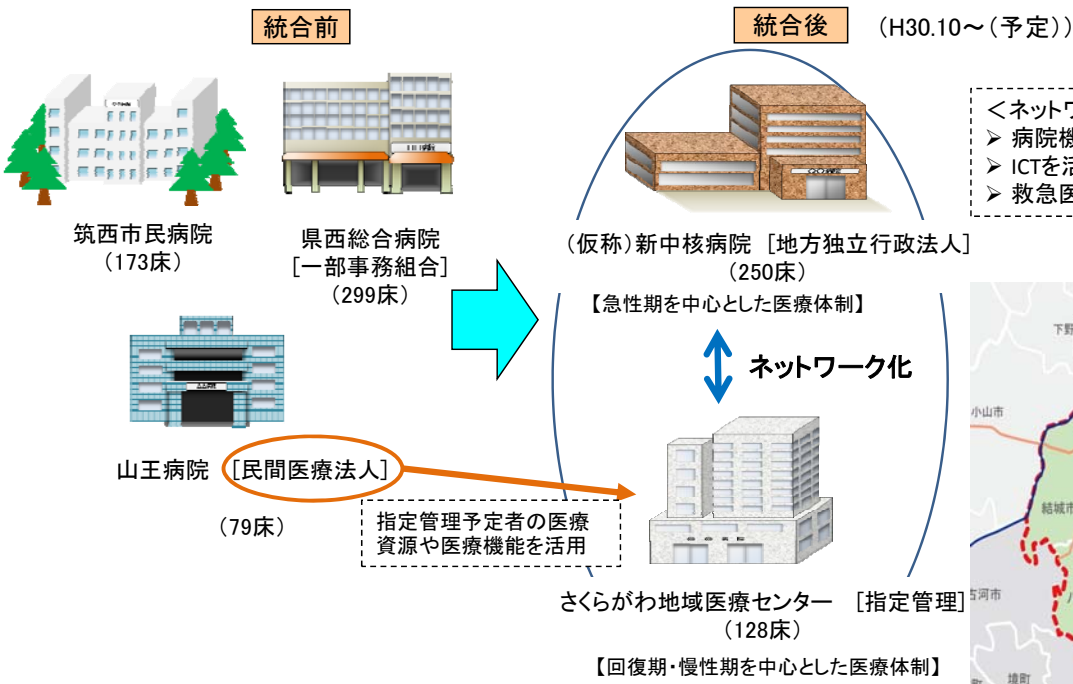 統合前
筑西市民病院
（173床）
県西総合病院
[一部事務組合]
（299床）
山王病院 [民間医療法人]
（79床）
指定管理予定者の医療
資源や医療機能を活用
統合後 （H30.10～（予定））
（仮称）新中核病院 [地方独立行政法人]
（250床）
【急性期を中心とした医療体制】
ネットワーク化
さくらがわ地域医療センター [指定管理]
（128床）
【回復期・慢性期を中心とした医療体制】
＜ネットワ
➢ 病院機
➢ ICTを活
➢ 救急医
下野
小山市
結城市
古河市
八
境町